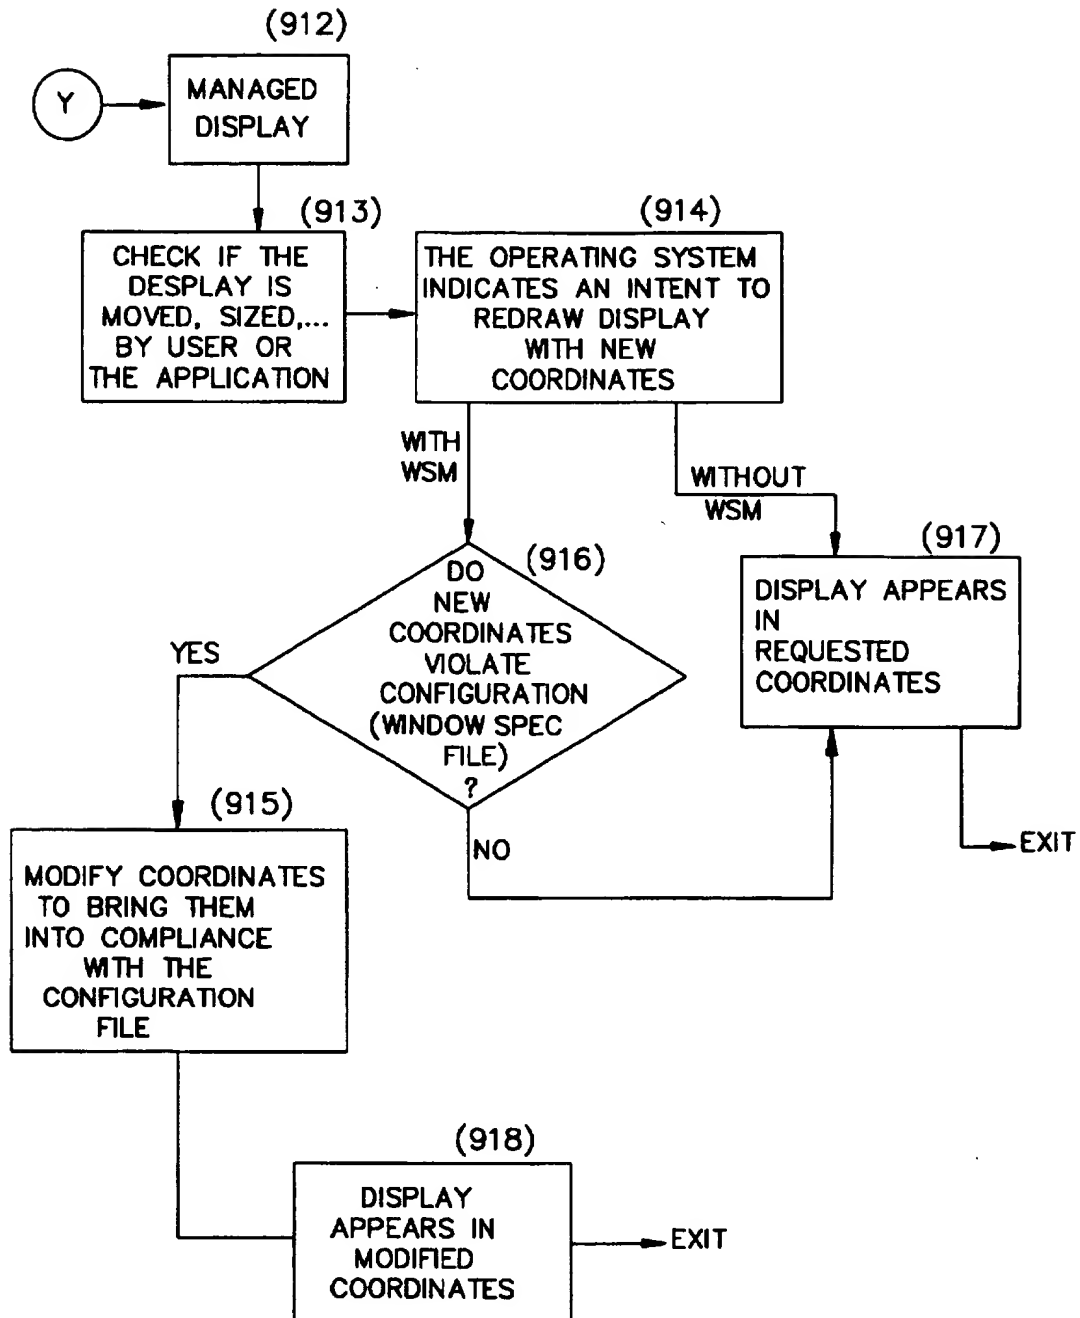 (912)
Y
MANAGED
DISPLAY
(913)
CHECK IF THE
DESPLAY IS
MOVED, SIZED,...
BY USER OR
THE APPLICATION
(914)
THE OPERATING SYSTEM
INDICATES AN INTENT TO
REDRAW DISPLAY
WITH NEW
COORDINATES
WITH
WSM
WITHOUT
WSM
(916)
DO
NEW
COORDINATES
VIOLATE
CONFIGURATION
(WINDOW SPEC
FILE)
?
(917)
DISPLAY APPEARS
IN
REQUESTED
COORDINATES
EXIT
YES
NO
(915)
MODIFY COORDINATES
TO BRING THEM
INTO COMPLIANCE
WITH THE
CONFIGURATION
FILE
(918)
DISPLAY
APPEARS IN
MODIFIED
COORDINATES
EXIT